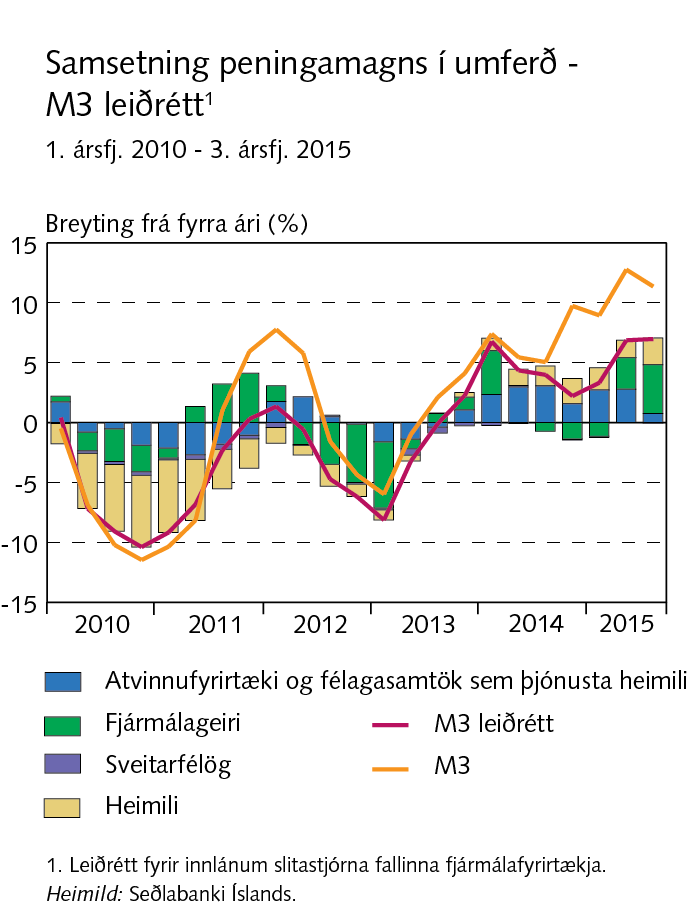 Samsetning peningamagns í umferð -
M3 leiðrétt¹
1. ársfj. 2010 - 3. ársfj. 2015
Breyting frá fyrra ári (%)
15
10
5
0
-5
-10
-15
2010 2011 2012 2013 2014 2015
Atvinnufyrirtæki og félagasamtök sem þjónusta heimili
Fjármálageiri
M3 leiðrétt
Sveitarfélög
M3
Heimili
1. Leiðrétt fyrir innlánum slitastjórna fallinna fjármálafyrirtækja.
Heimild: Seðlabanki Íslands.